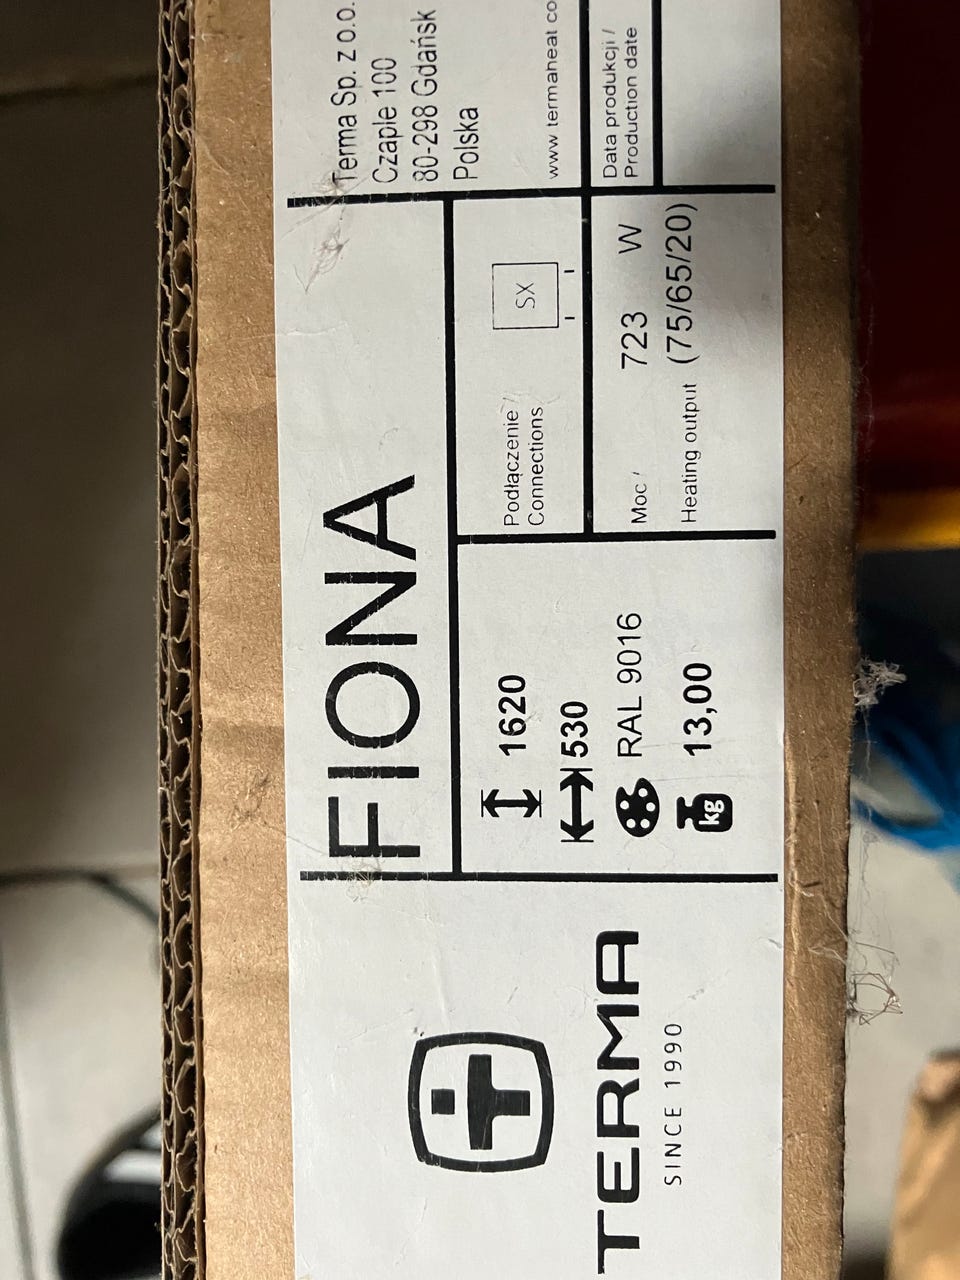 TERMA
SINCE 1990
FIONA
1620
530
RAL 9016
kg 13,00
Podłączenie /
Connections
SX
Moc / 723 W
Heating output (75/65/20)
Terma Sp. z o.o.
Czaple 100
80-298 Gdańsk
Polska
www termaheat co
Data produkcji /
Production date